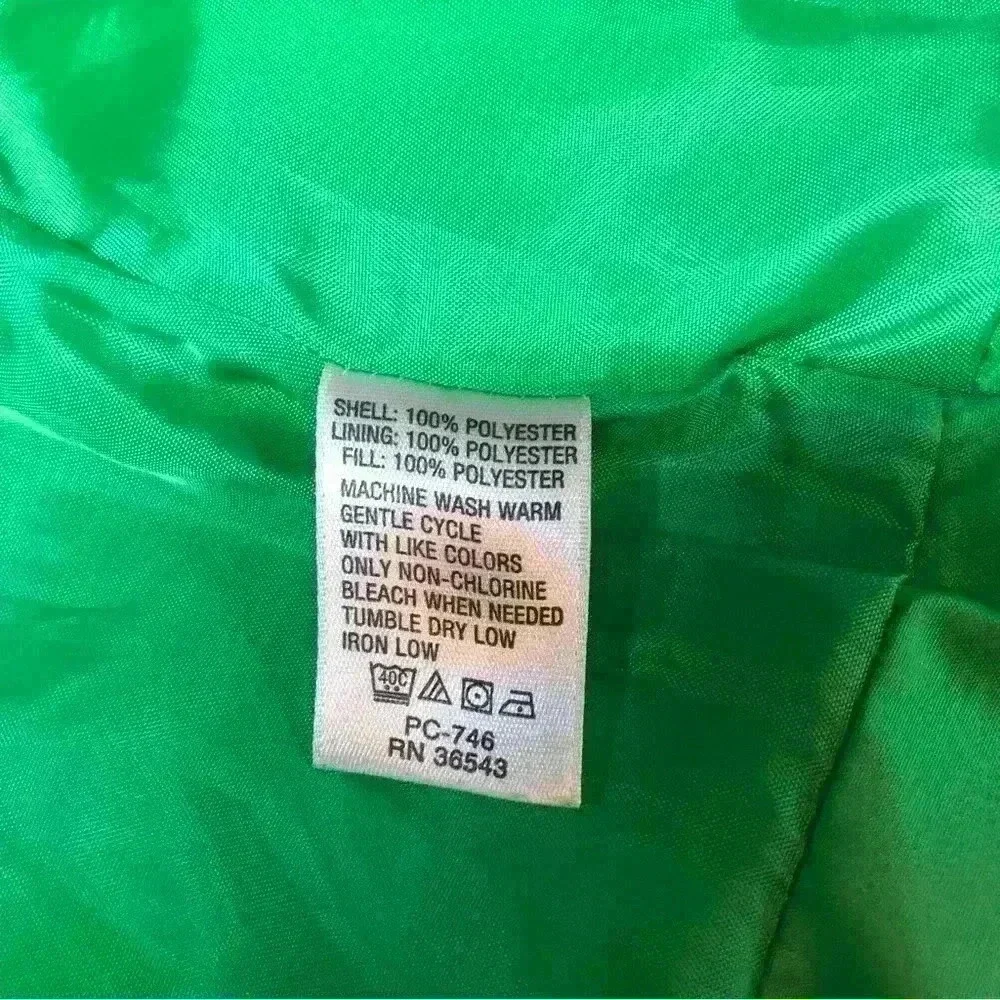 SHELL: 100% POLYESTER
LINING: 100% POLYESTER
FILL: 100% POLYESTER
MACHINE WASH WARM
GENTLE CYCLE
WITH LIKE COLORS
ONLY NON-CHLORINE
BLEACH WHEN NEEDED
TUMBLE DRY LOW
IRON LOW
40C
PC-746
RN 36543